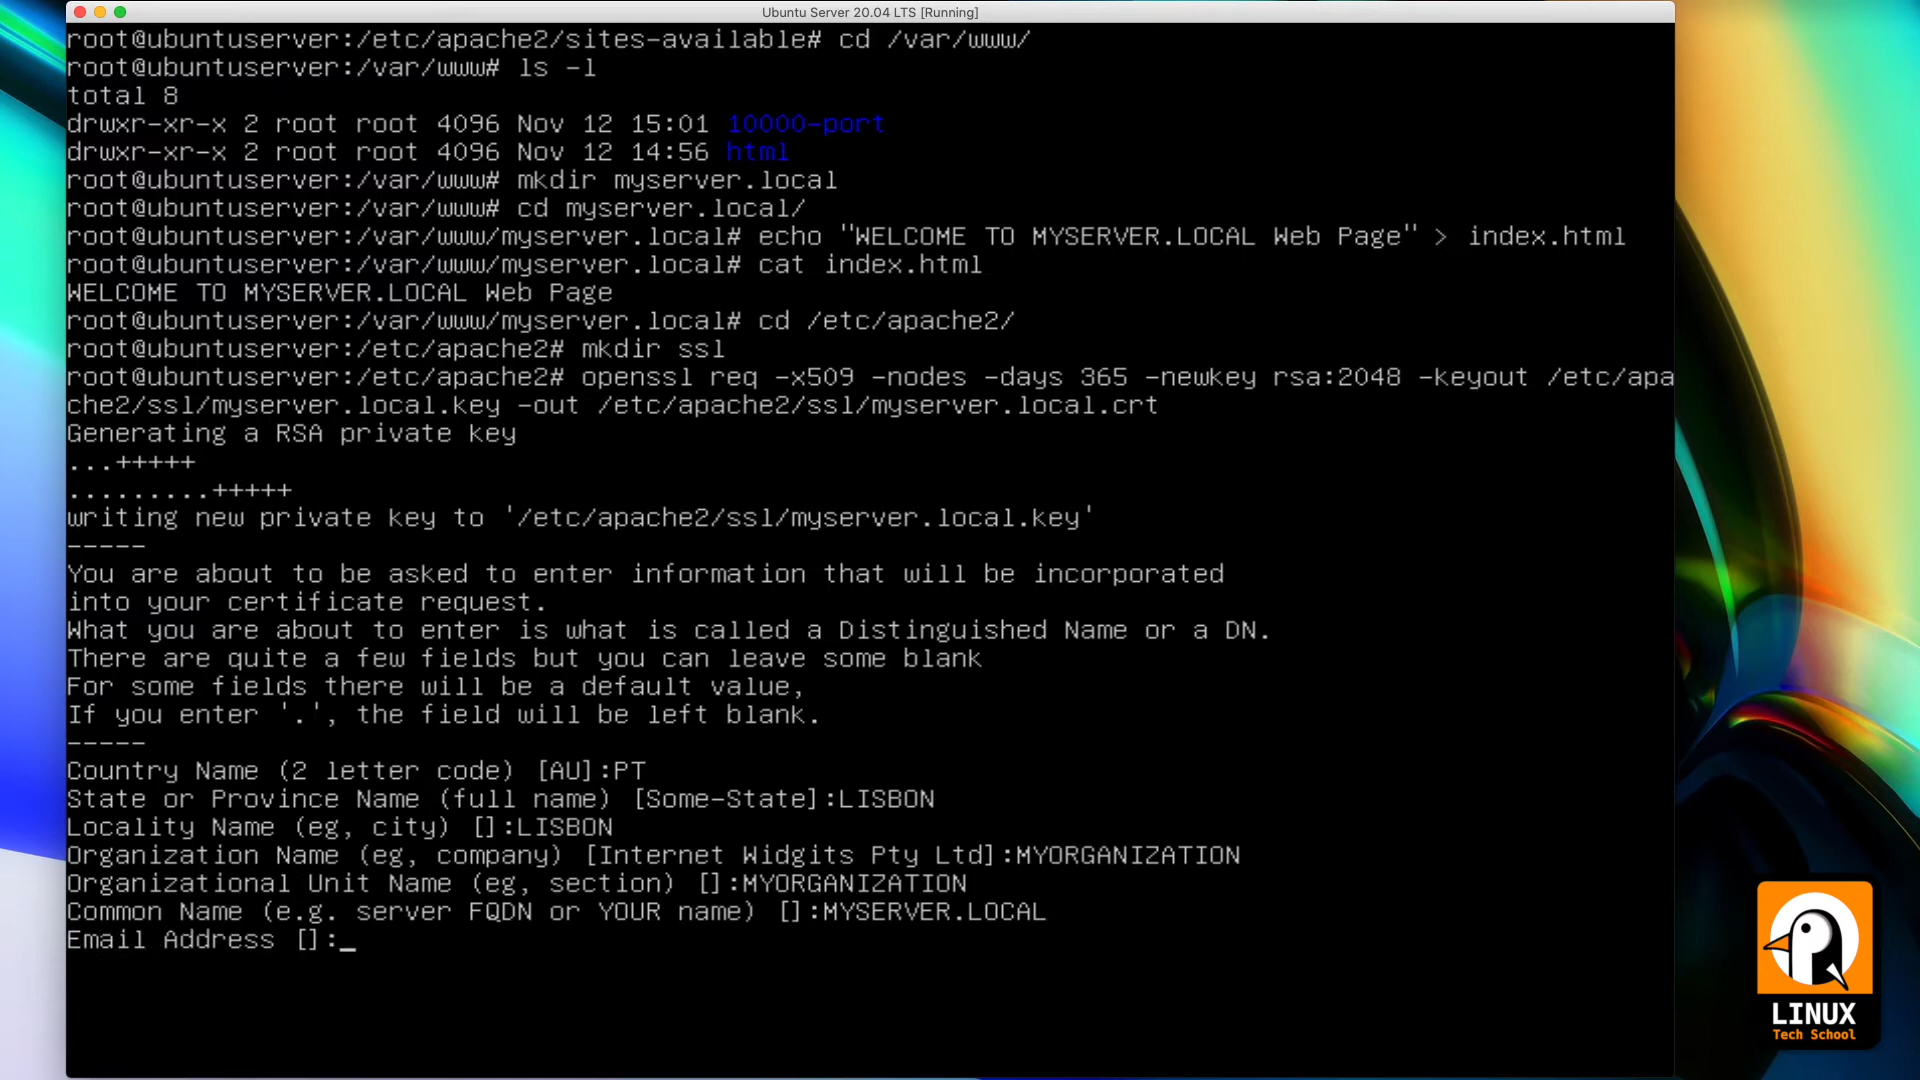 Ubuntu Server 20.04 LTS [Running]
root@ubuntuserver:/etc/apache2/sites-available# cd /var/www/
root@ubuntuserver:/var/www# ls -l
total 8
drwxr-xr-x 2 root root 4096 Nov 12 15:01 10000-port
drwxr-xr-x 2 root root 4096 Nov 12 14:56 html
root@ubuntuserver:/var/www# mkdir myserver.local
root@ubuntuserver:/var/www# cd myserver.local/
root@ubuntuserver:/var/www/myserver.local# echo "WELCOME TO MYSERVER.LOCAL Web Page" > index.html
root@ubuntuserver:/var/www/myserver.local# cat index.html
WELCOME TO MYSERVER.LOCAL Web Page
root@ubuntuserver:/var/www/myserver.local# cd /etc/apache2/
root@ubuntuserver:/etc/apache2# mkdir ssl
root@ubuntuserver:/etc/apache2# openssl req -x509 -nodes -days 365 -newkey rsa:2048 -keyout /etc/apa
che2/ssl/myserver.local.key -out /etc/apache2/ssl/myserver.local.crt
Generating a RSA private key
...+++++
.........+++++
writing new private key to '/etc/apache2/ssl/myserver.local.key'
-----
You are about to be asked to enter information that will be incorporated
into your certificate request.
What you are about to enter is what is called a Distinguished Name or a DN.
There are quite a few fields but you can leave some blank
For some fields there will be a default value,
If you enter '.', the field will be left blank.
-----
Country Name (2 letter code) [AU]:PT
State or Province Name (full name) [Some-State]:LISBON
Locality Name (eg, city) []:LISBON
Organization Name (eg, company) [Internet Widgits Pty Ltd]:MYORGANIZATION
Organizational Unit Name (eg, section) []:MYORGANIZATION
Common Name (e.g. server FQDN or YOUR name) []:MYSERVER.LOCAL
Email Address []:_
LINUX
Tech School